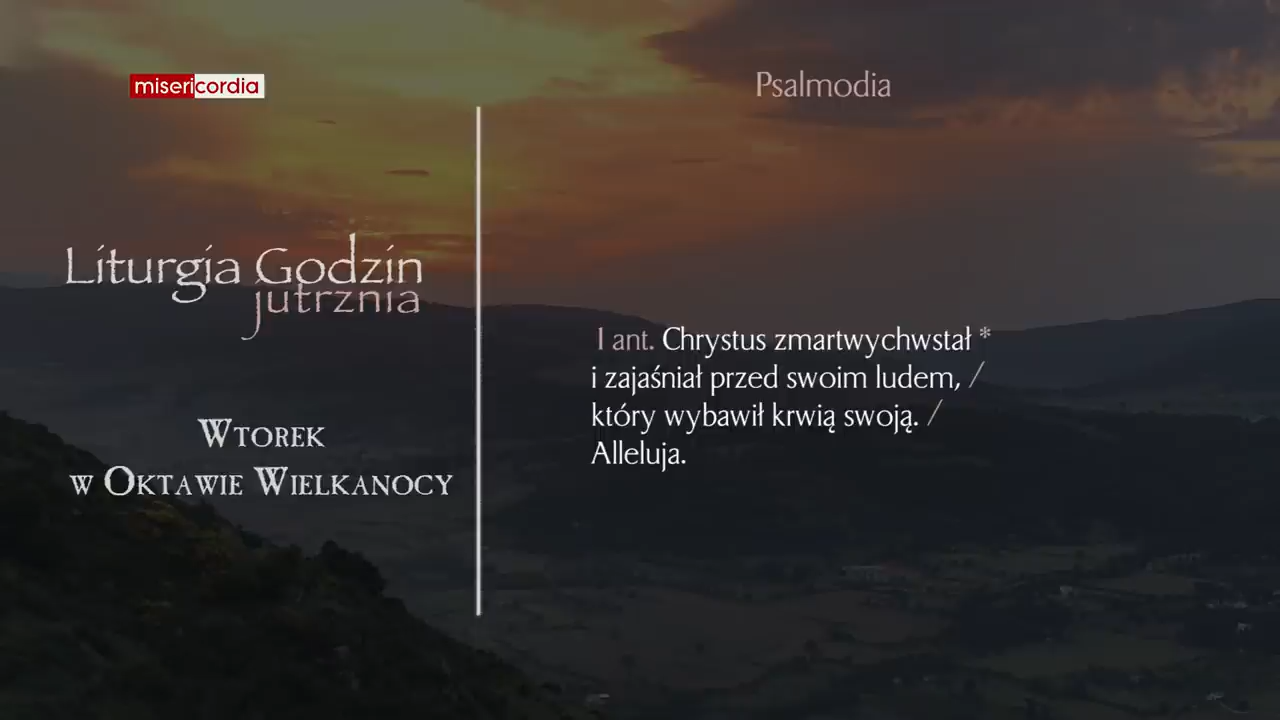 misericordia
Psalmodia
Liturgia Godzin
jutrznia
Wtorek
w Oktawie Wielkanocy
1 ant. Chrystus zmartwychwstał *
i zajaśniał przed swoim ludem, /
który wybawił krwią swoją. /
Alleluja.